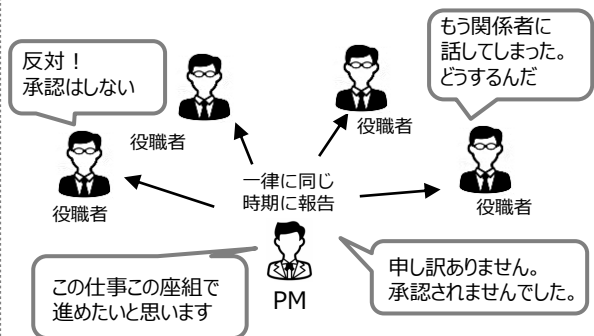 反対！
承認はしない
もう関係者に
話してしまった。
どうするんだ
役職者
役職者
役職者
役職者
一律に同じ
時期に報告
この仕事この座組で
進めたいと思います
PM
申し訳ありません。
承認されませんでした。